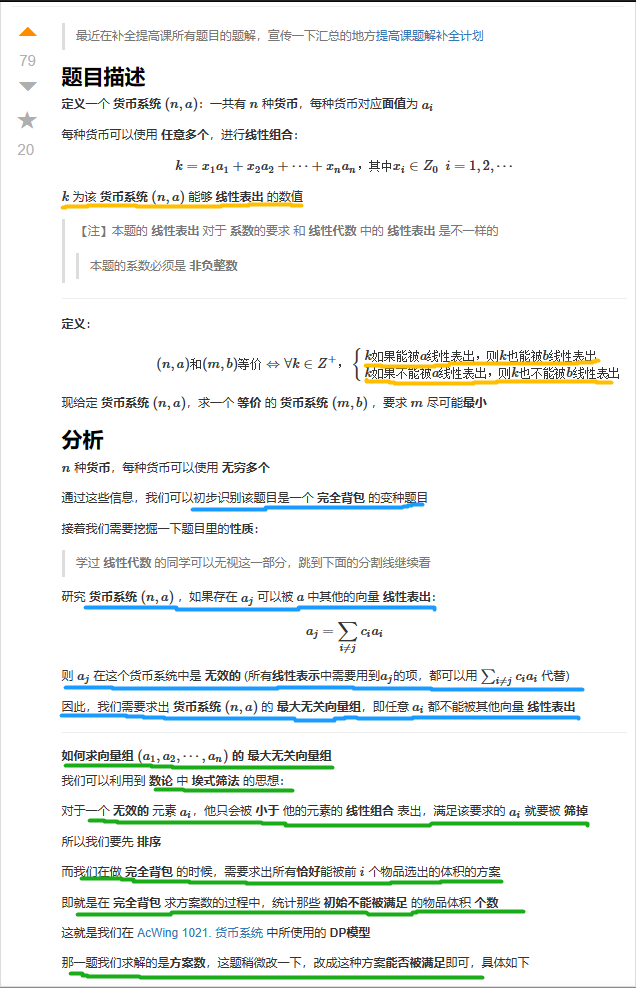 最近在补全提高课所有题目的题解，宣传一下汇总的地方提高课题解补全计划
79
20
题目描述
定义一个 货币系统 (n, a)：一共有 n 种货币，每种货币对应面值为 a_i
每种货币可以使用 任意多个，进行线性组合：
k = x_1a_1 + x_2a_2 + ⋯ + x_na_n，其中x_i ∈ Z_0 i = 1, 2, ⋯
k 为该 货币系统 (n, a) 能够 线性表出 的数值
【注】本题的 线性表出 对于 系数的要求 和 线性代数 中的 线性表出 是不一样的
本题的系数必须是 非负整数
定义：
(n, a)和(m, b)等价 ⇔ ∀k ∈ Z^+， { k如果能被a线性表出，则k也能被b线性表出
k如果不能被a线性表出，则k也不能被b线性表出
现给定 货币系统 (n, a)，求一个 等价 的 货币系统 (m, b) ，要求 m 尽可能最小
分析
n 种货币，每种货币可以使用 无穷多个
通过这些信息，我们可以初步识别该题目是一个 完全背包 的变种题目
接着我们需要挖掘一下题目里的性质：
学过 线性代数 的同学可以无视这一部分，跳到下面的分割线继续看
研究 货币系统 (n, a) ，如果存在 a_j 可以被 a 中其他的向量 线性表出：
a_j = ∑_{i≠j} c_ia_i
则 a_j 在这个货币系统中是 无效的 (所有线性表示中需要用到a_j的项，都可以用 ∑_{i≠j} c_ia_i 代替)
因此，我们需要求出 货币系统 (n, a) 的 最大无关向量组，即任意 a_i 都不能被其他向量 线性表出
如何求向量组 (a_1, a_2, ⋯, a_n) 的 最大无关向量组
我们可以利用到 数论 中 埃式筛法 的思想：
对于一个 无效的 元素 a_i，他只会被 小于 他的元素的 线性组合 表出，满足该要求的 a_i 就要被 筛掉
所以我们要先 排序
而我们在做 完全背包 的时候，需要求出所有恰好能被前 i 个物品选出的体积的方案
即就是在 完全背包 求方案数的过程中，统计那些 初始不能被满足 的物品体积 个数
这就是我们在 AcWing 1021. 货币系统 中所使用的 DP模型
那一题我们求解的是方案数，这题稍微改一下，改成这种方案能否被满足即可，具体如下